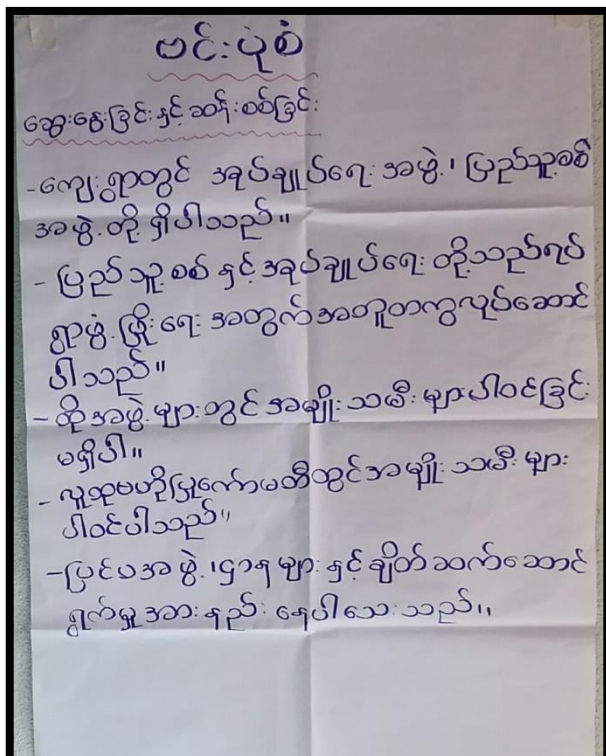 ဗင်းပုံစံ
ဆွေးနွေးခြင်းနှင့် ဆန်းစစ်ခြင်း
-ကျေးရွာတွင် အုပ်ချုပ်ရေးအဖွဲ့၊ ပြည်သူ့စစ်
အဖွဲ့တို့ ရှိပါသည်။
- ပြည်သူ့စစ် နှင့် အုပ်ချုပ်ရေး တို့သည်ရပ်
ရွာဖွံ့ဖြိုးရေး အတွက်အတူတကွလုပ်ဆောင်
ပါသည်။
- ထိုအဖွဲ့များတွင် အမျိုးသမီးများပါဝင်ခြင်း
မရှိပါ။
- လူထုဗဟိုပြုကော်မတီတွင်အမျိုးသမီးများ
ပါဝင်ပါသည်။
-ပြင်ပအဖွဲ့၊ဌာနများနှင့်ချိတ်ဆက်ဆောင်
ရွက်မှုအားနည်းနေပါသေးသည်။